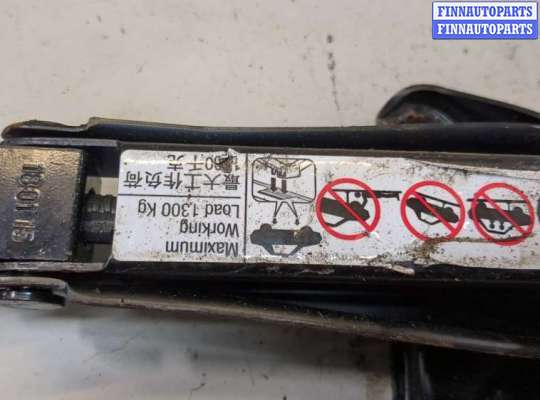 FINNAUTOPARTS
FINNAUTOPARTS
Maximum
Working
Load 1300 Kg
最大工作负荷